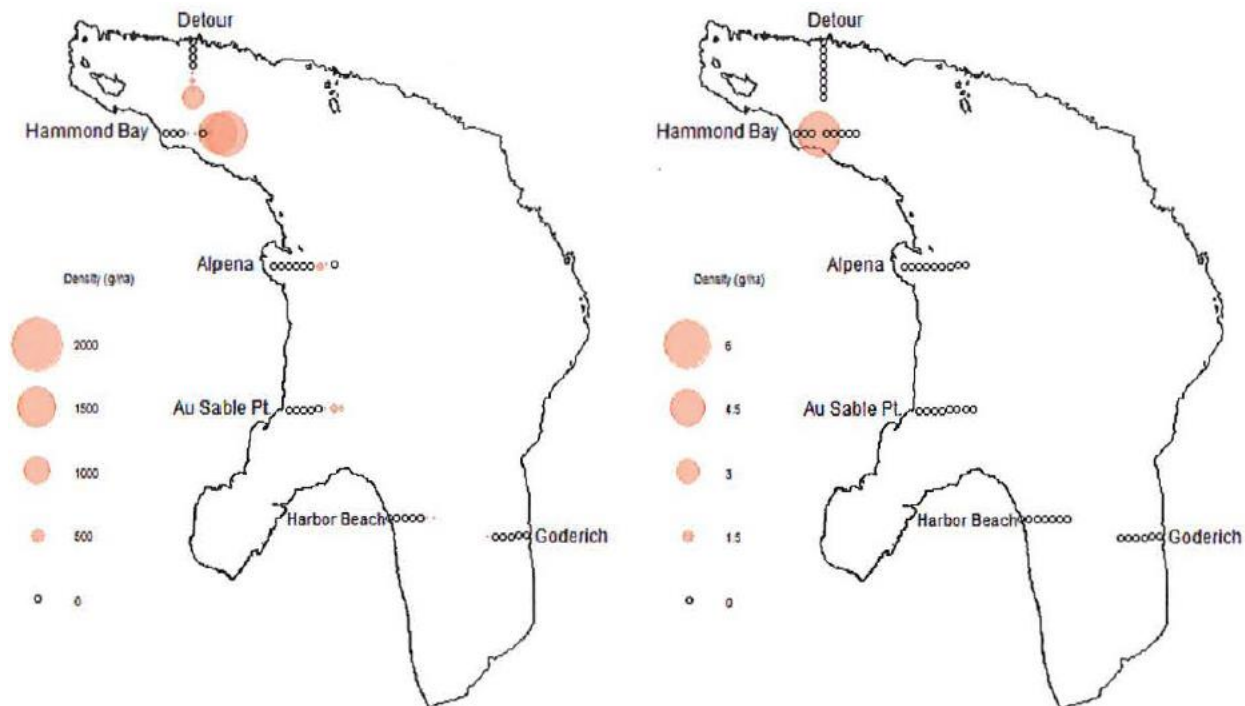 Detour
Hammond Bay
Alpena
Density (g/ha)
2000
Au Sable Pt.
1500
1000
Harbor Beach
500
Goderich
0
Detour
Hammond Bay
Alpena
Density (g/ha)
6
Au Sable Pt.
4.5
3
Harbor Beach
1.5
Goderich
0